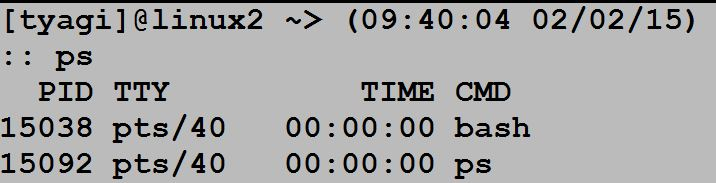 [tyagi]@linux2 ~> (09:40:04 02/02/15)
:: ps
  PID TTY          TIME CMD
15038 pts/40   00:00:00 bash
15092 pts/40   00:00:00 ps